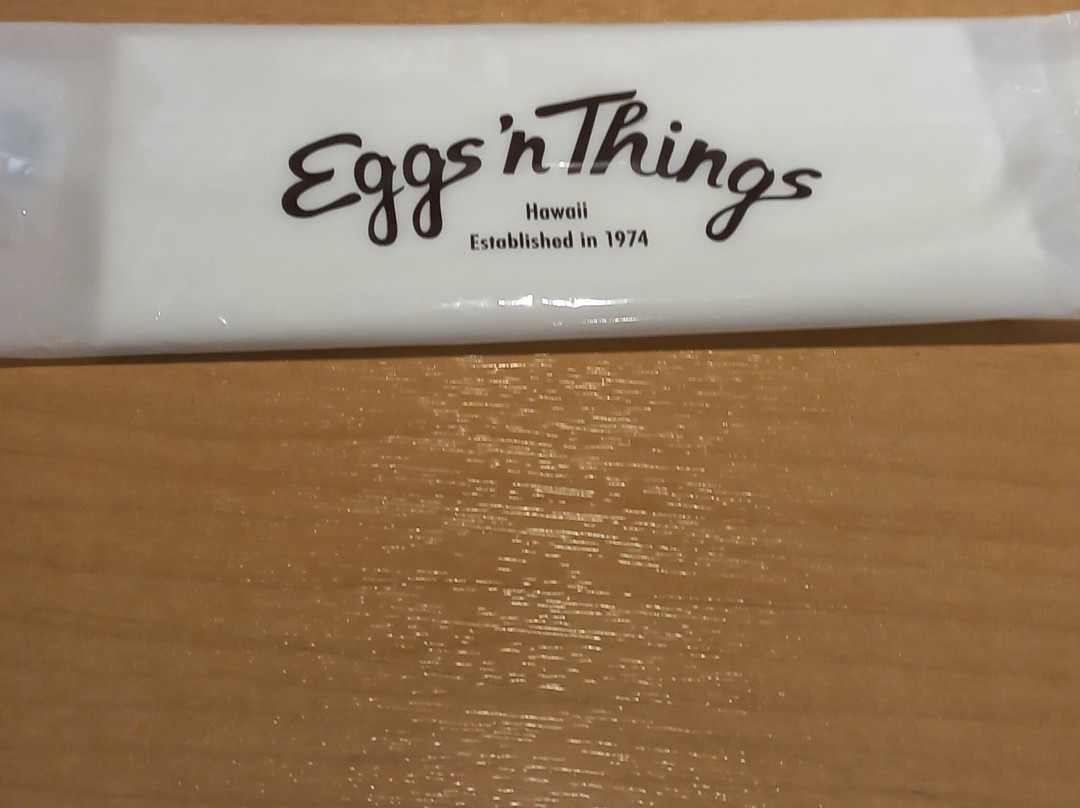 Eggs 'n Things
Hawaii
Established in 1974